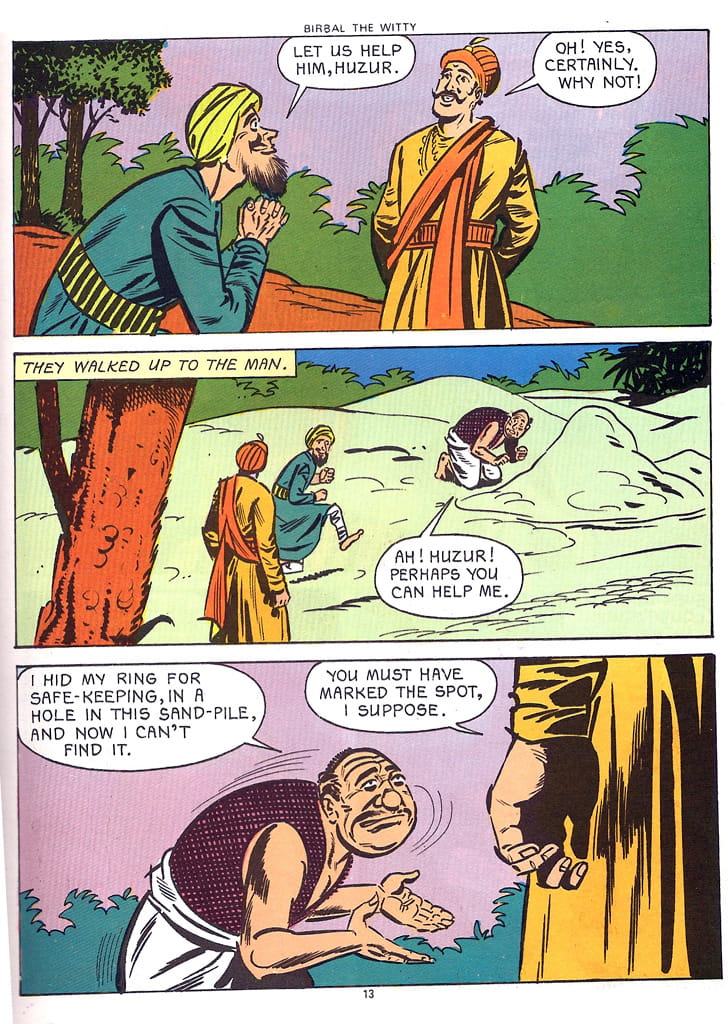 BIRBAL THE WITTY
LET US HELP
HIM, HUZUR.
OH! YES,
CERTAINLY.
WHY NOT!
THEY WALKED UP TO THE MAN.
AH! HUZUR!
PERHAPS YOU
CAN HELP ME.
I HID MY RING FOR
SAFE-KEEPING, IN A
HOLE IN THIS SAND-PILE,
AND NOW I CAN'T
FIND IT.
YOU MUST HAVE
MARKED THE SPOT,
I SUPPOSE.
13